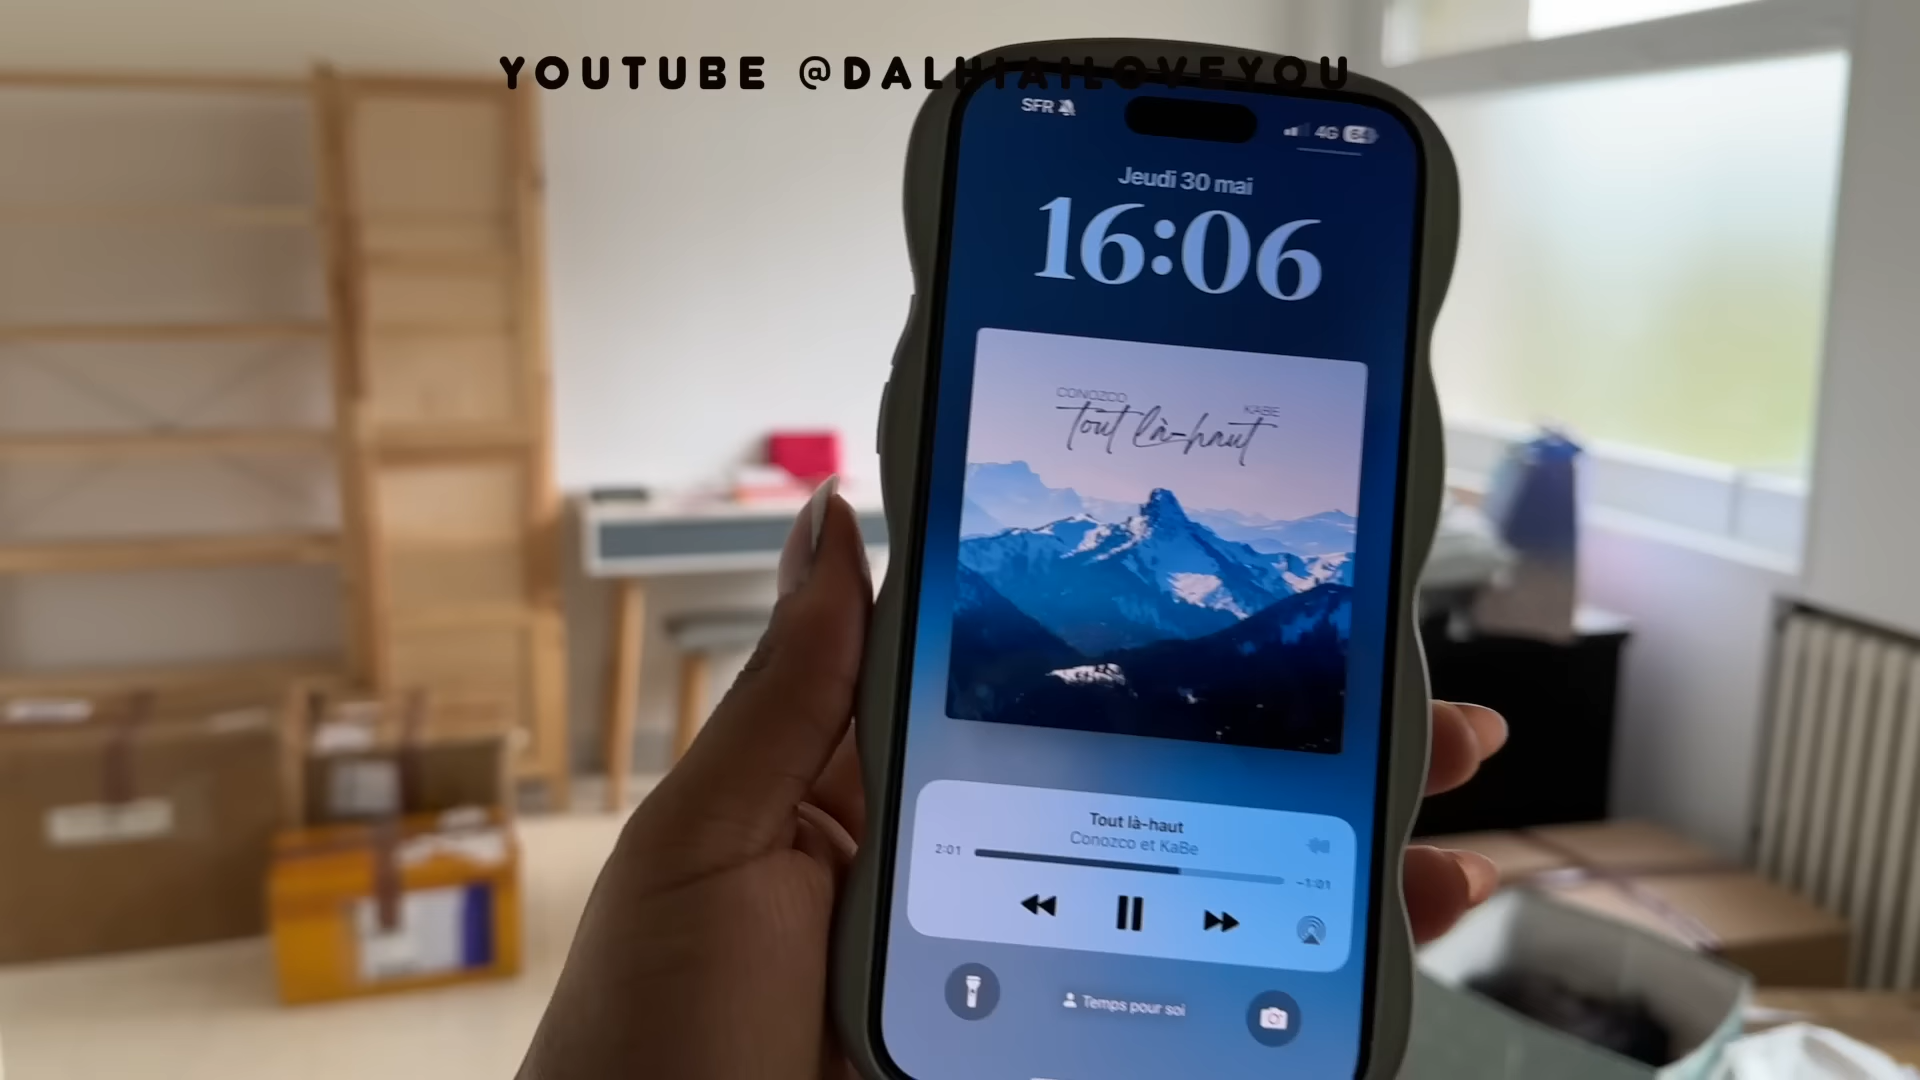 YOUTUBE @DALHIAILOVEYOU
SFR
4G 64
Jeudi 30 mai
16:06
CONOZCO
KABE
tout là-haut
Tout là-haut
Conozco et KaBe
2:01
-1:01
Temps pour soi